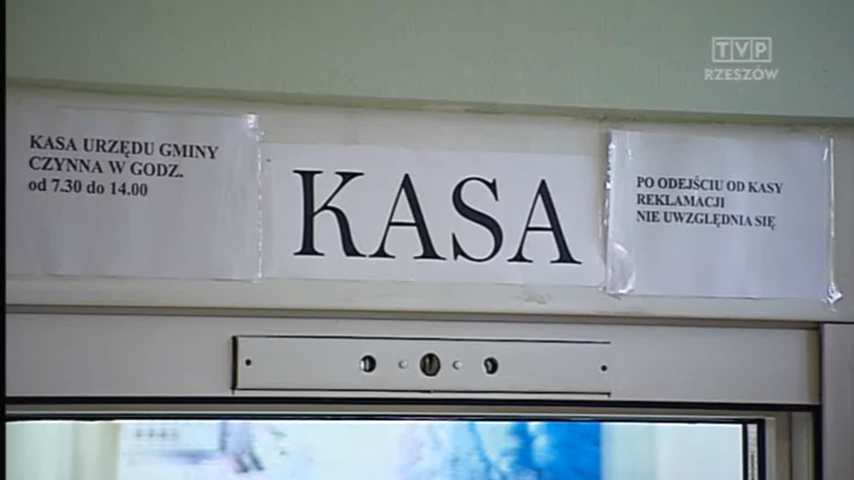 TVP
RZESZÓW
KASA URZĘDU GMINY
CZYNNA W GODZ.
od 7.30 do 14.00
KASA
PO ODEJŚCIU OD KASY
REKLAMACJI
NIE UWZGLĘDNIA SIĘ